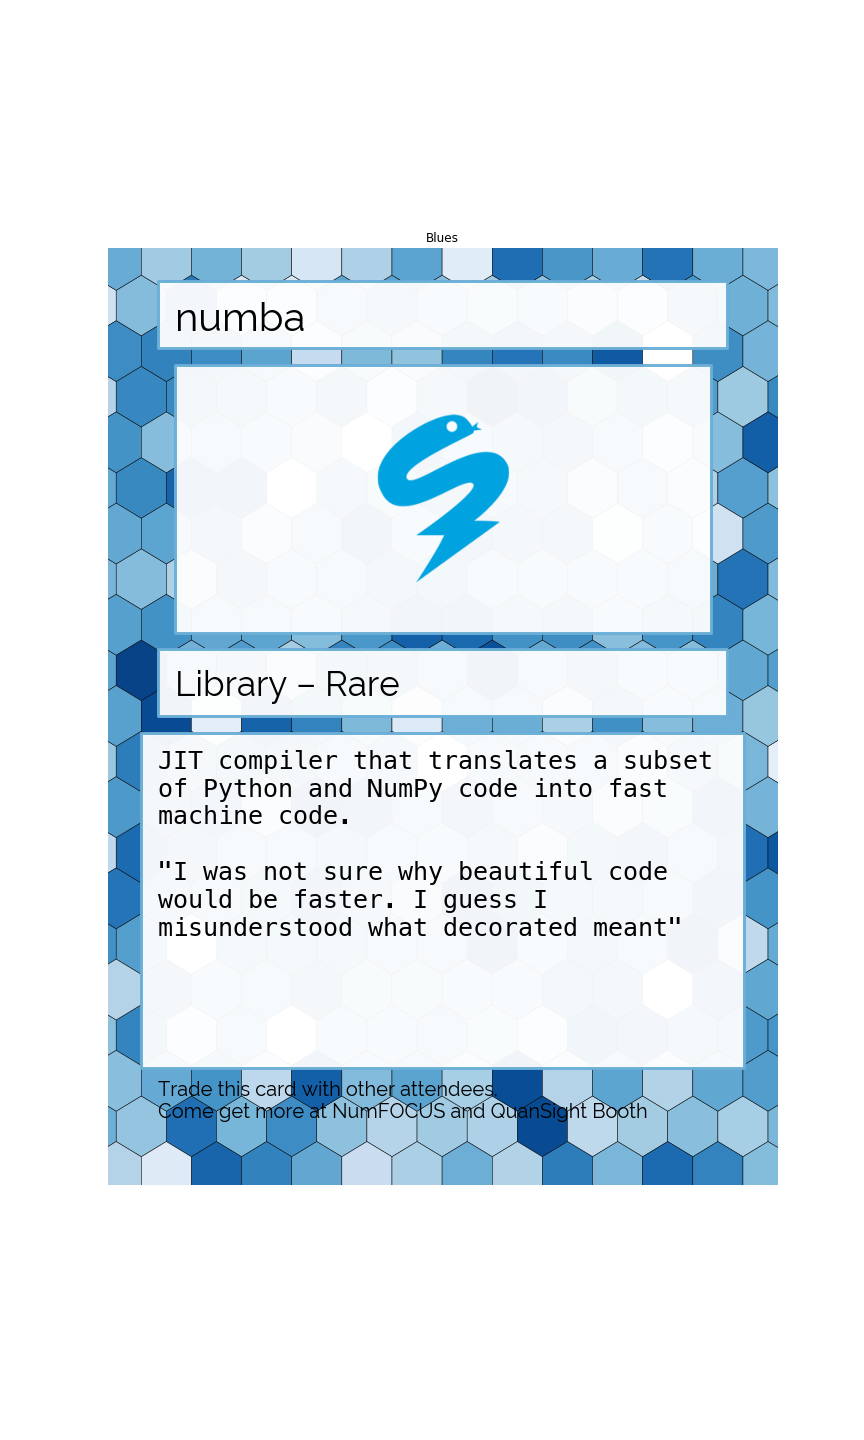 Blues
numba
Library – Rare
JIT compiler that translates a subset
of Python and NumPy code into fast
machine code.
"I was not sure why beautiful code
would be faster. I guess I
misunderstood what decorated meant"
Trade this card with other attendees.
Come get more at NumFOCUS and QuanSight Booth